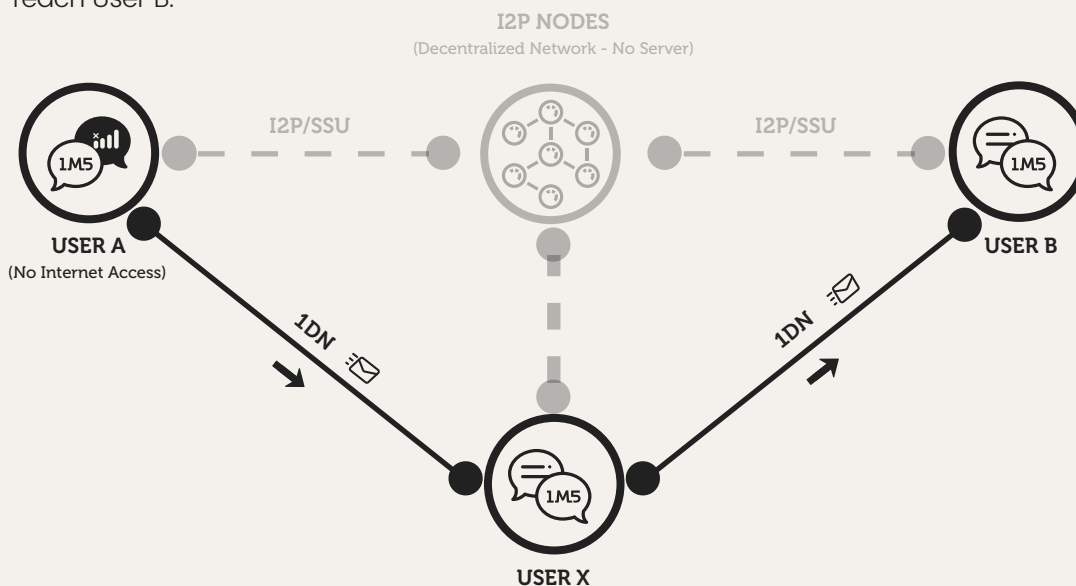 reach User B.
I2P NODES
(Decentralized Network - No Server)
I2P/SSU
I2P/SSU
1M5
1M5
USER A
(No Internet Access)
USER B
1DN
1DN
1M5
USER X